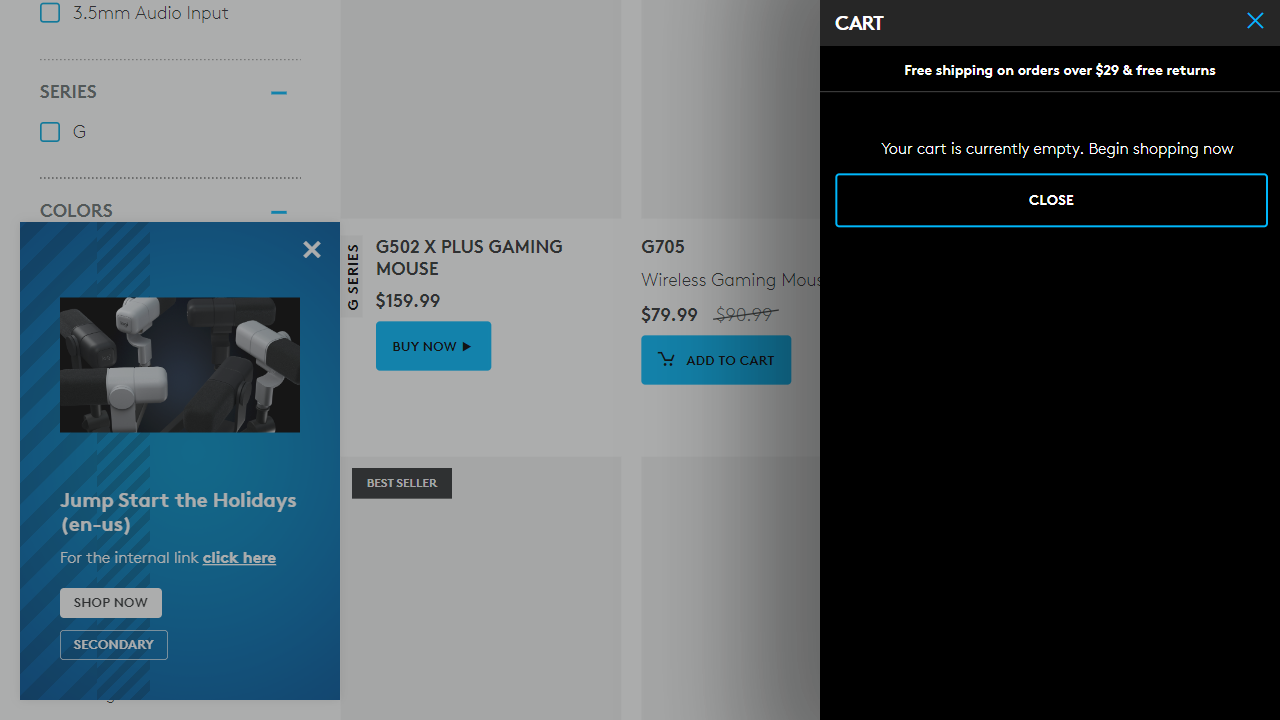 3.5mm Audio Input
SERIES
G
COLORS
Jump Start the Holidays
(en-us)
For the internal link click here
SHOP NOW
SECONDARY
G SERIES
G502 X PLUS GAMING
MOUSE
$159.99
BUY NOW
G705
Wireless Gaming Mous
$79.99 $90.99
ADD TO CART
BEST SELLER
CART
Free shipping on orders over $29 & free returns
Your cart is currently empty. Begin shopping now
CLOSE